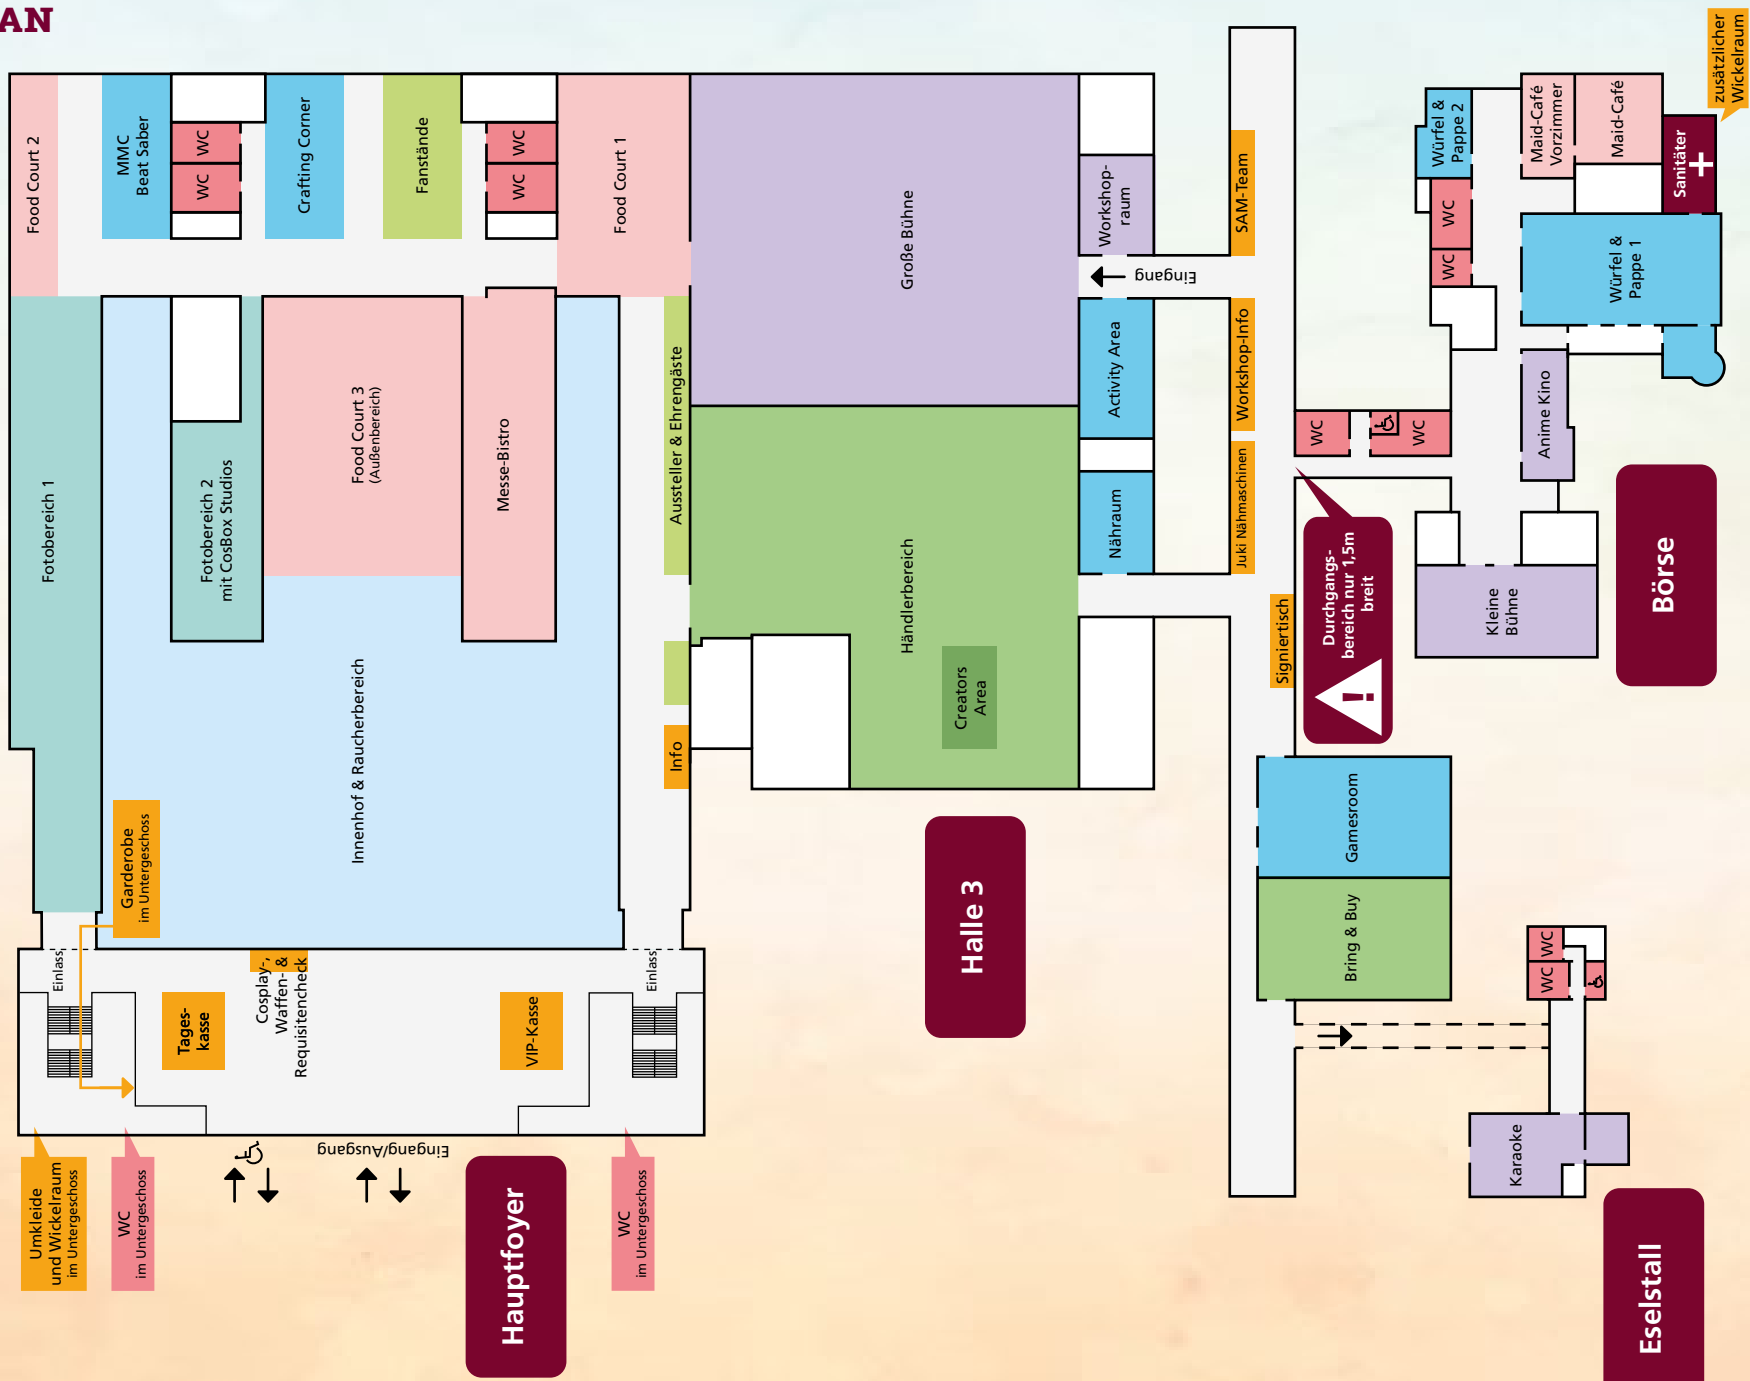 AN
Food Court 2
MMC
Beat Saber
WC
WC
Crafting Corner
Fanstände
WC
WC
Food Court 1
Große Bühne
Workshop-
raum
Eingang
SAM-Team
Würfel &
Pappe 2
Maid-Café
Vorzimmer
Maid-Café
Sanitäter
zusätzlicher
Wickelraum
WC
WC
Würfel &
Pappe 1
Fotobereich 1
Fotobereich 2
mit CosBox Studios
Food Court 3
(Außenbereich)
Messe-Bistro
Aussteller & Ehrengäste
Activity Area
Workshop-Info
WC
WC
Anime Kino
Nähraum
Juki Nähmaschinen
Händlerbereich
Creators
Area
Signiertisch
Durchgangs-
bereich nur 1,5m
breit
!
Kleine
Bühne
Börse
Innenhof & Raucherbereich
Info
Garderobe
im Untergeschoss
Gamesroom
Bring & Buy
Halle 3
WC
WC
Karaoke
Eselstall
Einlass
Tages-
kasse
Cosplay-,
Waffen- &
Requisitencheck
VIP-Kasse
Einlass
Eingang/Ausgang
Umkleide
und Wickelraum
im Untergeschoss
WC
im Untergeschoss
Hauptfoyer
WC
im Untergeschoss